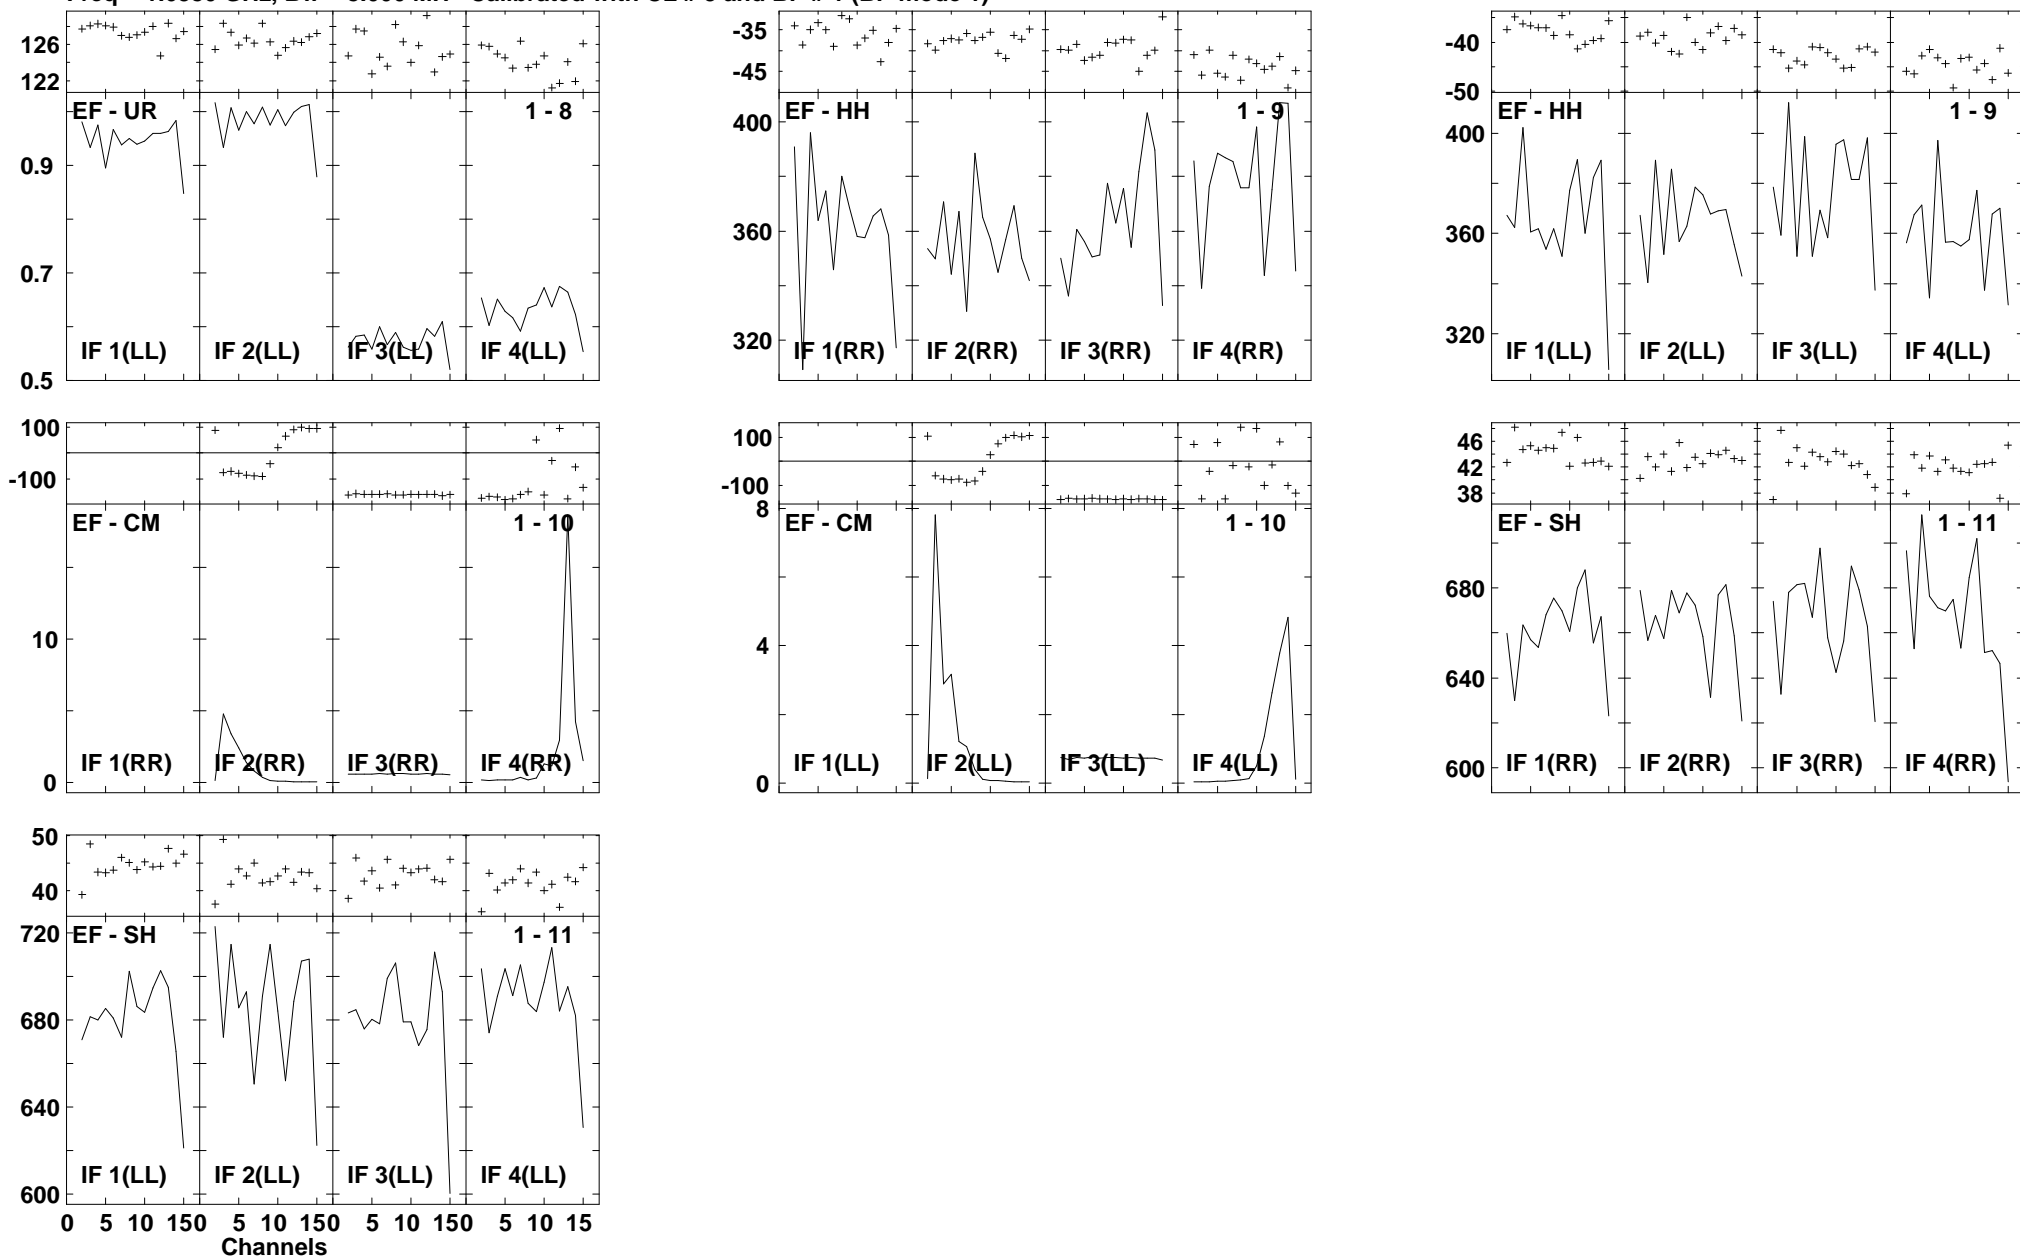 126
122
EF - UR
1 - 8
0.9
0.7
0.5
IF 1(LL) IF 2(LL) IF 3(LL) IF 4(LL)
-35
-45
EF - HH
1 - 9
400
360
320
IF 1(RR) IF 2(RR) IF 3(RR) IF 4(RR)
-40
-50
EF - HH
1 - 9
400
360
320
IF 1(LL) IF 2(LL) IF 3(LL) IF 4(LL)
100
-100
EF - CM
1 - 10
10
0
IF 1(RR) IF 2(RR) IF 3(RR) IF 4(RR)
100
-100
8
EF - CM
1 - 10
4
0
IF 1(LL) IF 2(LL) IF 3(LL) IF 4(LL)
46
42
38
EF - SH
1 - 11
680
640
600
IF 1(RR) IF 2(RR) IF 3(RR) IF 4(RR)
50
40
EF - SH
1 - 11
720
680
640
600
IF 1(LL) IF 2(LL) IF 3(LL) IF 4(LL)
0 5 10 150 5 10 150 5 10 150 5 10 15
Channels